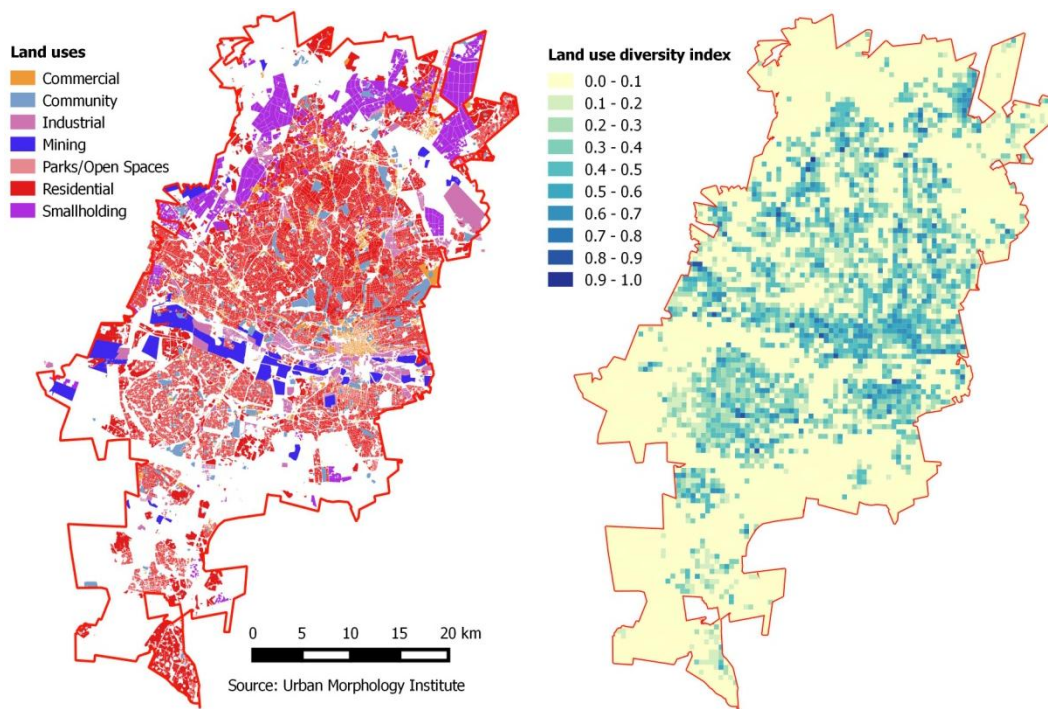 Land uses
Commercial
Community
Industrial
Mining
Parks/Open Spaces
Residential
Smallholding
0 5 10 15 20 km
Source: Urban Morphology Institute
Land use diversity index
0.0 - 0.1
0.1 - 0.2
0.2 - 0.3
0.3 - 0.4
0.4 - 0.5
0.5 - 0.6
0.6 - 0.7
0.7 - 0.8
0.8 - 0.9
0.9 - 1.0